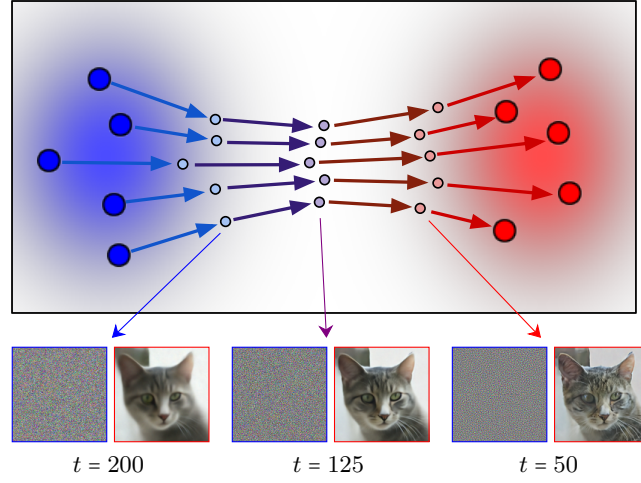 t = 200
t = 125
t = 50